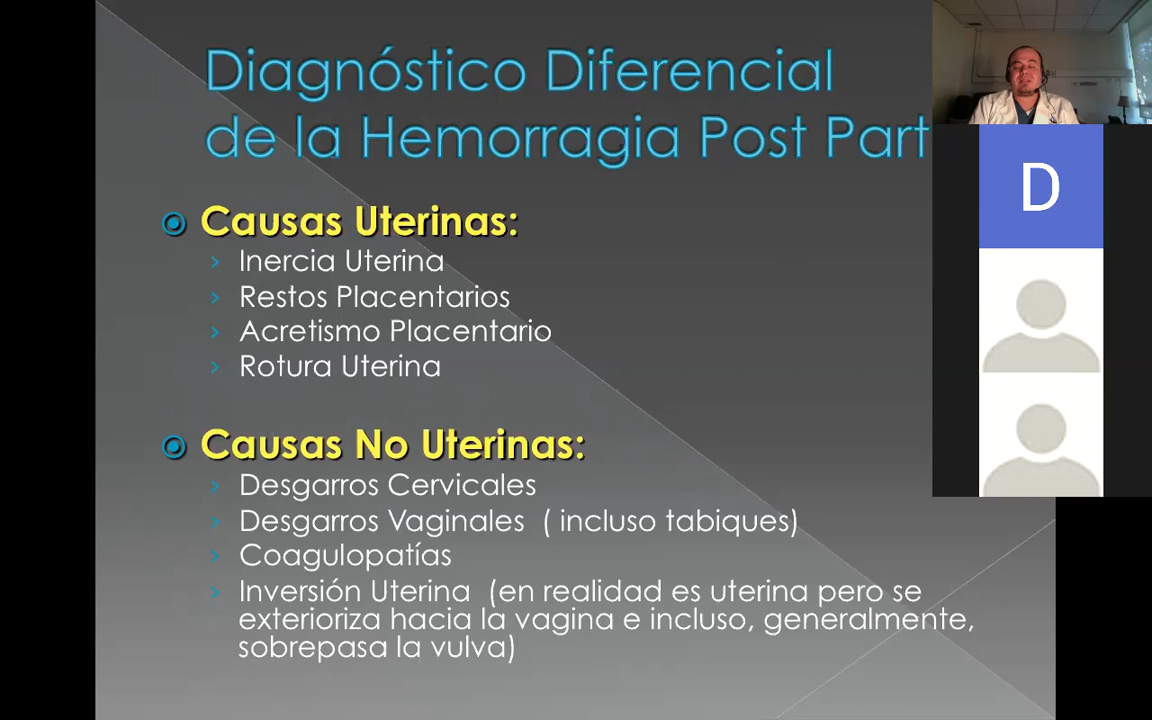 Diagnóstico Diferencial
de la Hemorragia Post Part
Causas Uterinas:
Inercia Uterina
Restos Placentarios
Acretismo Placentario
Rotura Uterina
Causas No Uterinas:
Desgarros Cervicales
Desgarros Vaginales ( incluso tabiques)
Coagulopatías
Inversión Uterina (en realidad es uterina pero se
exterioriza hacia la vagina e incluso, generalmente,
sobrepasa la vulva)
D